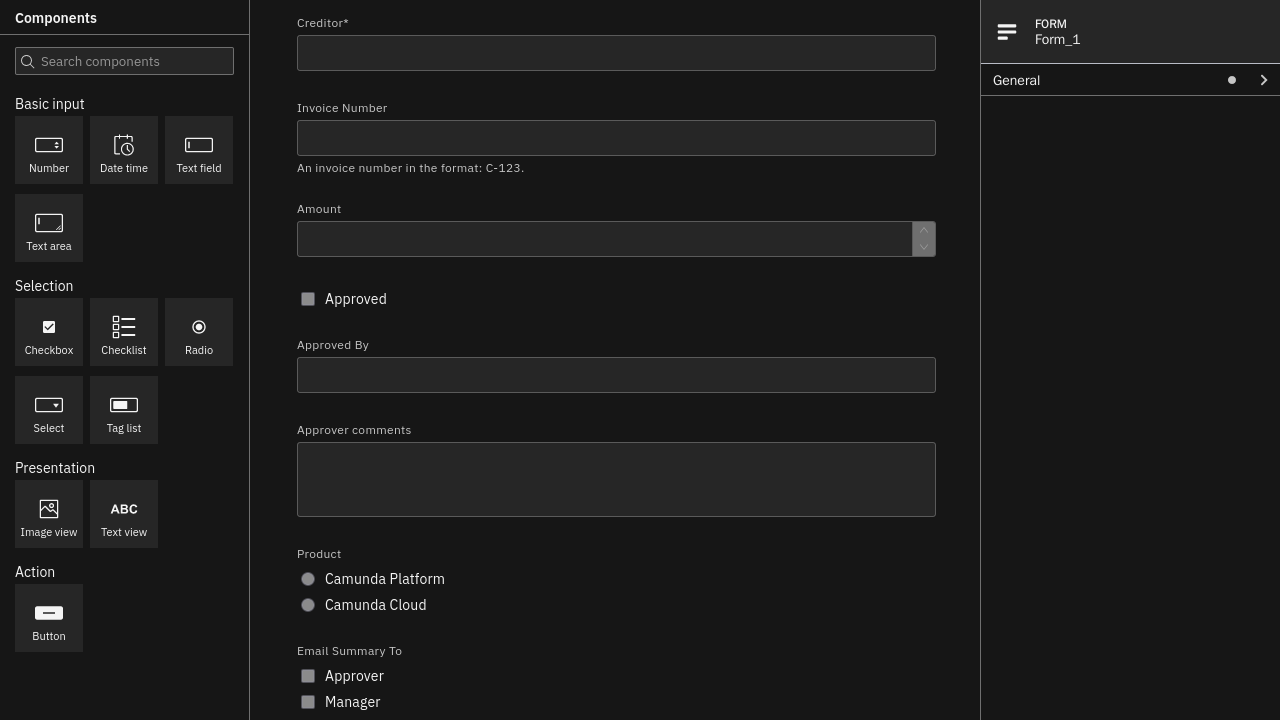 Components
Search components
Basic input
Number
Date time
Text field
Text area
Selection
Checkbox
Checklist
Radio
Select
Tag list
Presentation
Image view
ABC
Text view
Action
Button
Creditor*
Invoice Number
An invoice number in the format: C-123.
Amount
Approved
Approved By
Approver comments
Product
Camunda Platform
Camunda Cloud
Email Summary To
Approver
Manager
FORM
Form_1
General